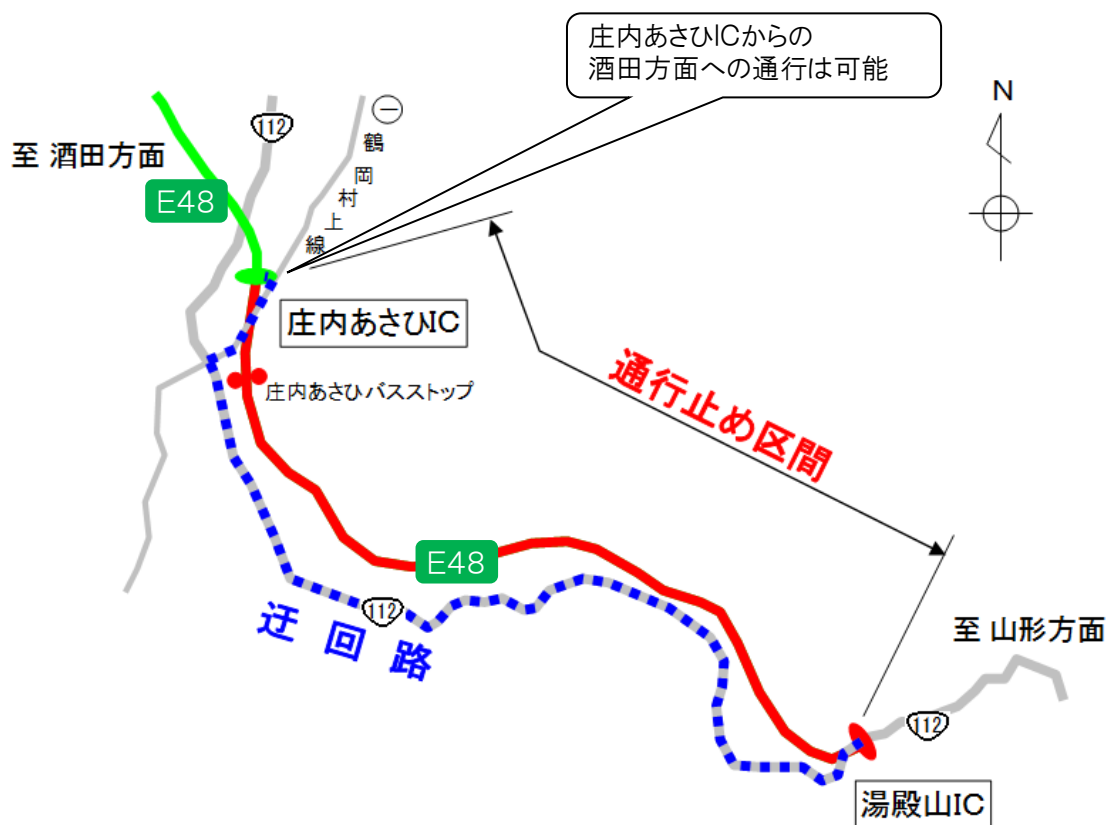 庄内あさひICからの
酒田方面への通行は可能
N
112
㊀
鶴岡村上線
至 酒田方面
E48
庄内あさひIC
庄内あさひバスストップ
通行止め区間
E48
112
迂回路
至 山形方面
112
湯殿山IC